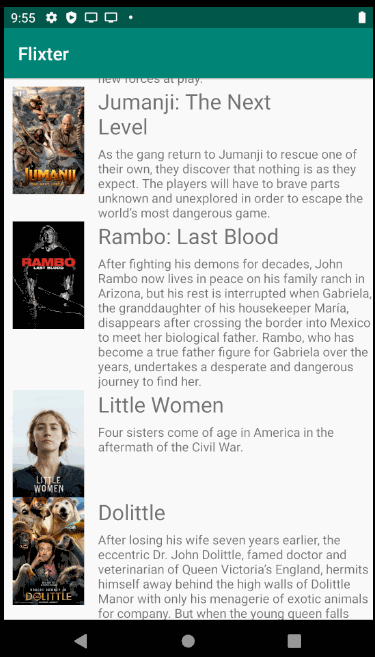 9:55
Flixter
new forces at play.
Jumanji: The Next
Level
As the gang return to Jumanji to rescue one of
their own, they discover that nothing is as they
expect. The players will have to brave parts
unknown and unexplored in order to escape the
world's most dangerous game.
JUMANJI
THE NEXT LEVEL
Rambo: Last Blood
After fighting his demons for decades, John
Rambo now lives in peace on his family ranch in
Arizona, but his rest is interrupted when Gabriela,
the granddaughter of his housekeeper María,
disappears after crossing the border into Mexico
to meet her biological father. Rambo, who has
become a true father figure for Gabriela over the
years, undertakes a desperate and dangerous
journey to find her.
RAMBO
LAST BLOOD
Little Women
Four sisters come of age in America in the
aftermath of the Civil War.
LITTLE
WOMEN
Dolittle
After losing his wife seven years earlier, the
eccentric Dr. John Dolittle, famed doctor and
veterinarian of Queen Victoria's England, hermits
himself away behind the high walls of Dolittle
Manor with only his menagerie of exotic animals
for company. But when the young queen falls
ROBERT DOWNEY JR
DOLITTLE